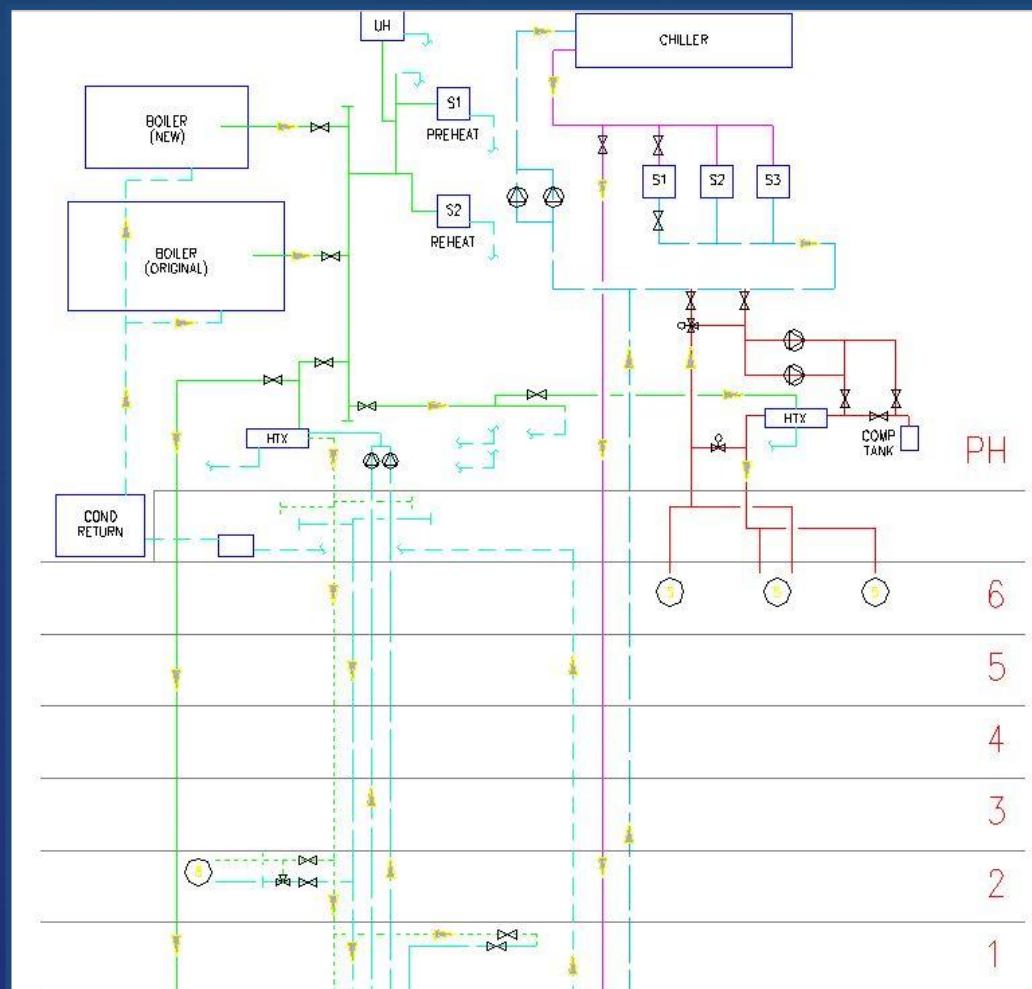 UH
CHILLER
BOILER
(NEW)
S1
PREHEAT
S1
S2
S3
S2
REHEAT
BOILER
(ORIGINAL)
HTX
HTX
COMP
TANK
PH
COND
RETURN
6
5
4
3
2
1